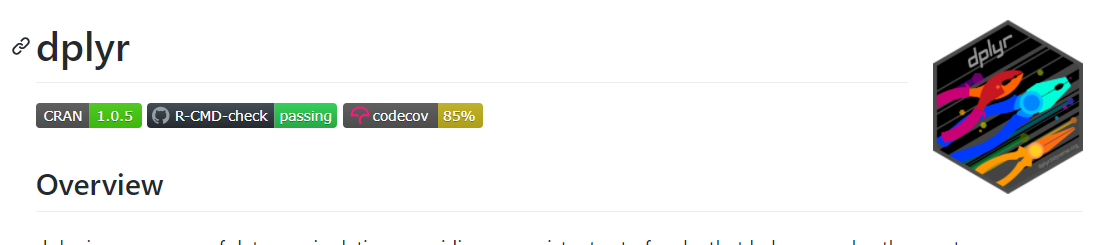 dplyr
dplyr
CRAN 1.0.5 R-CMD-check passing codecov 85%
Overview